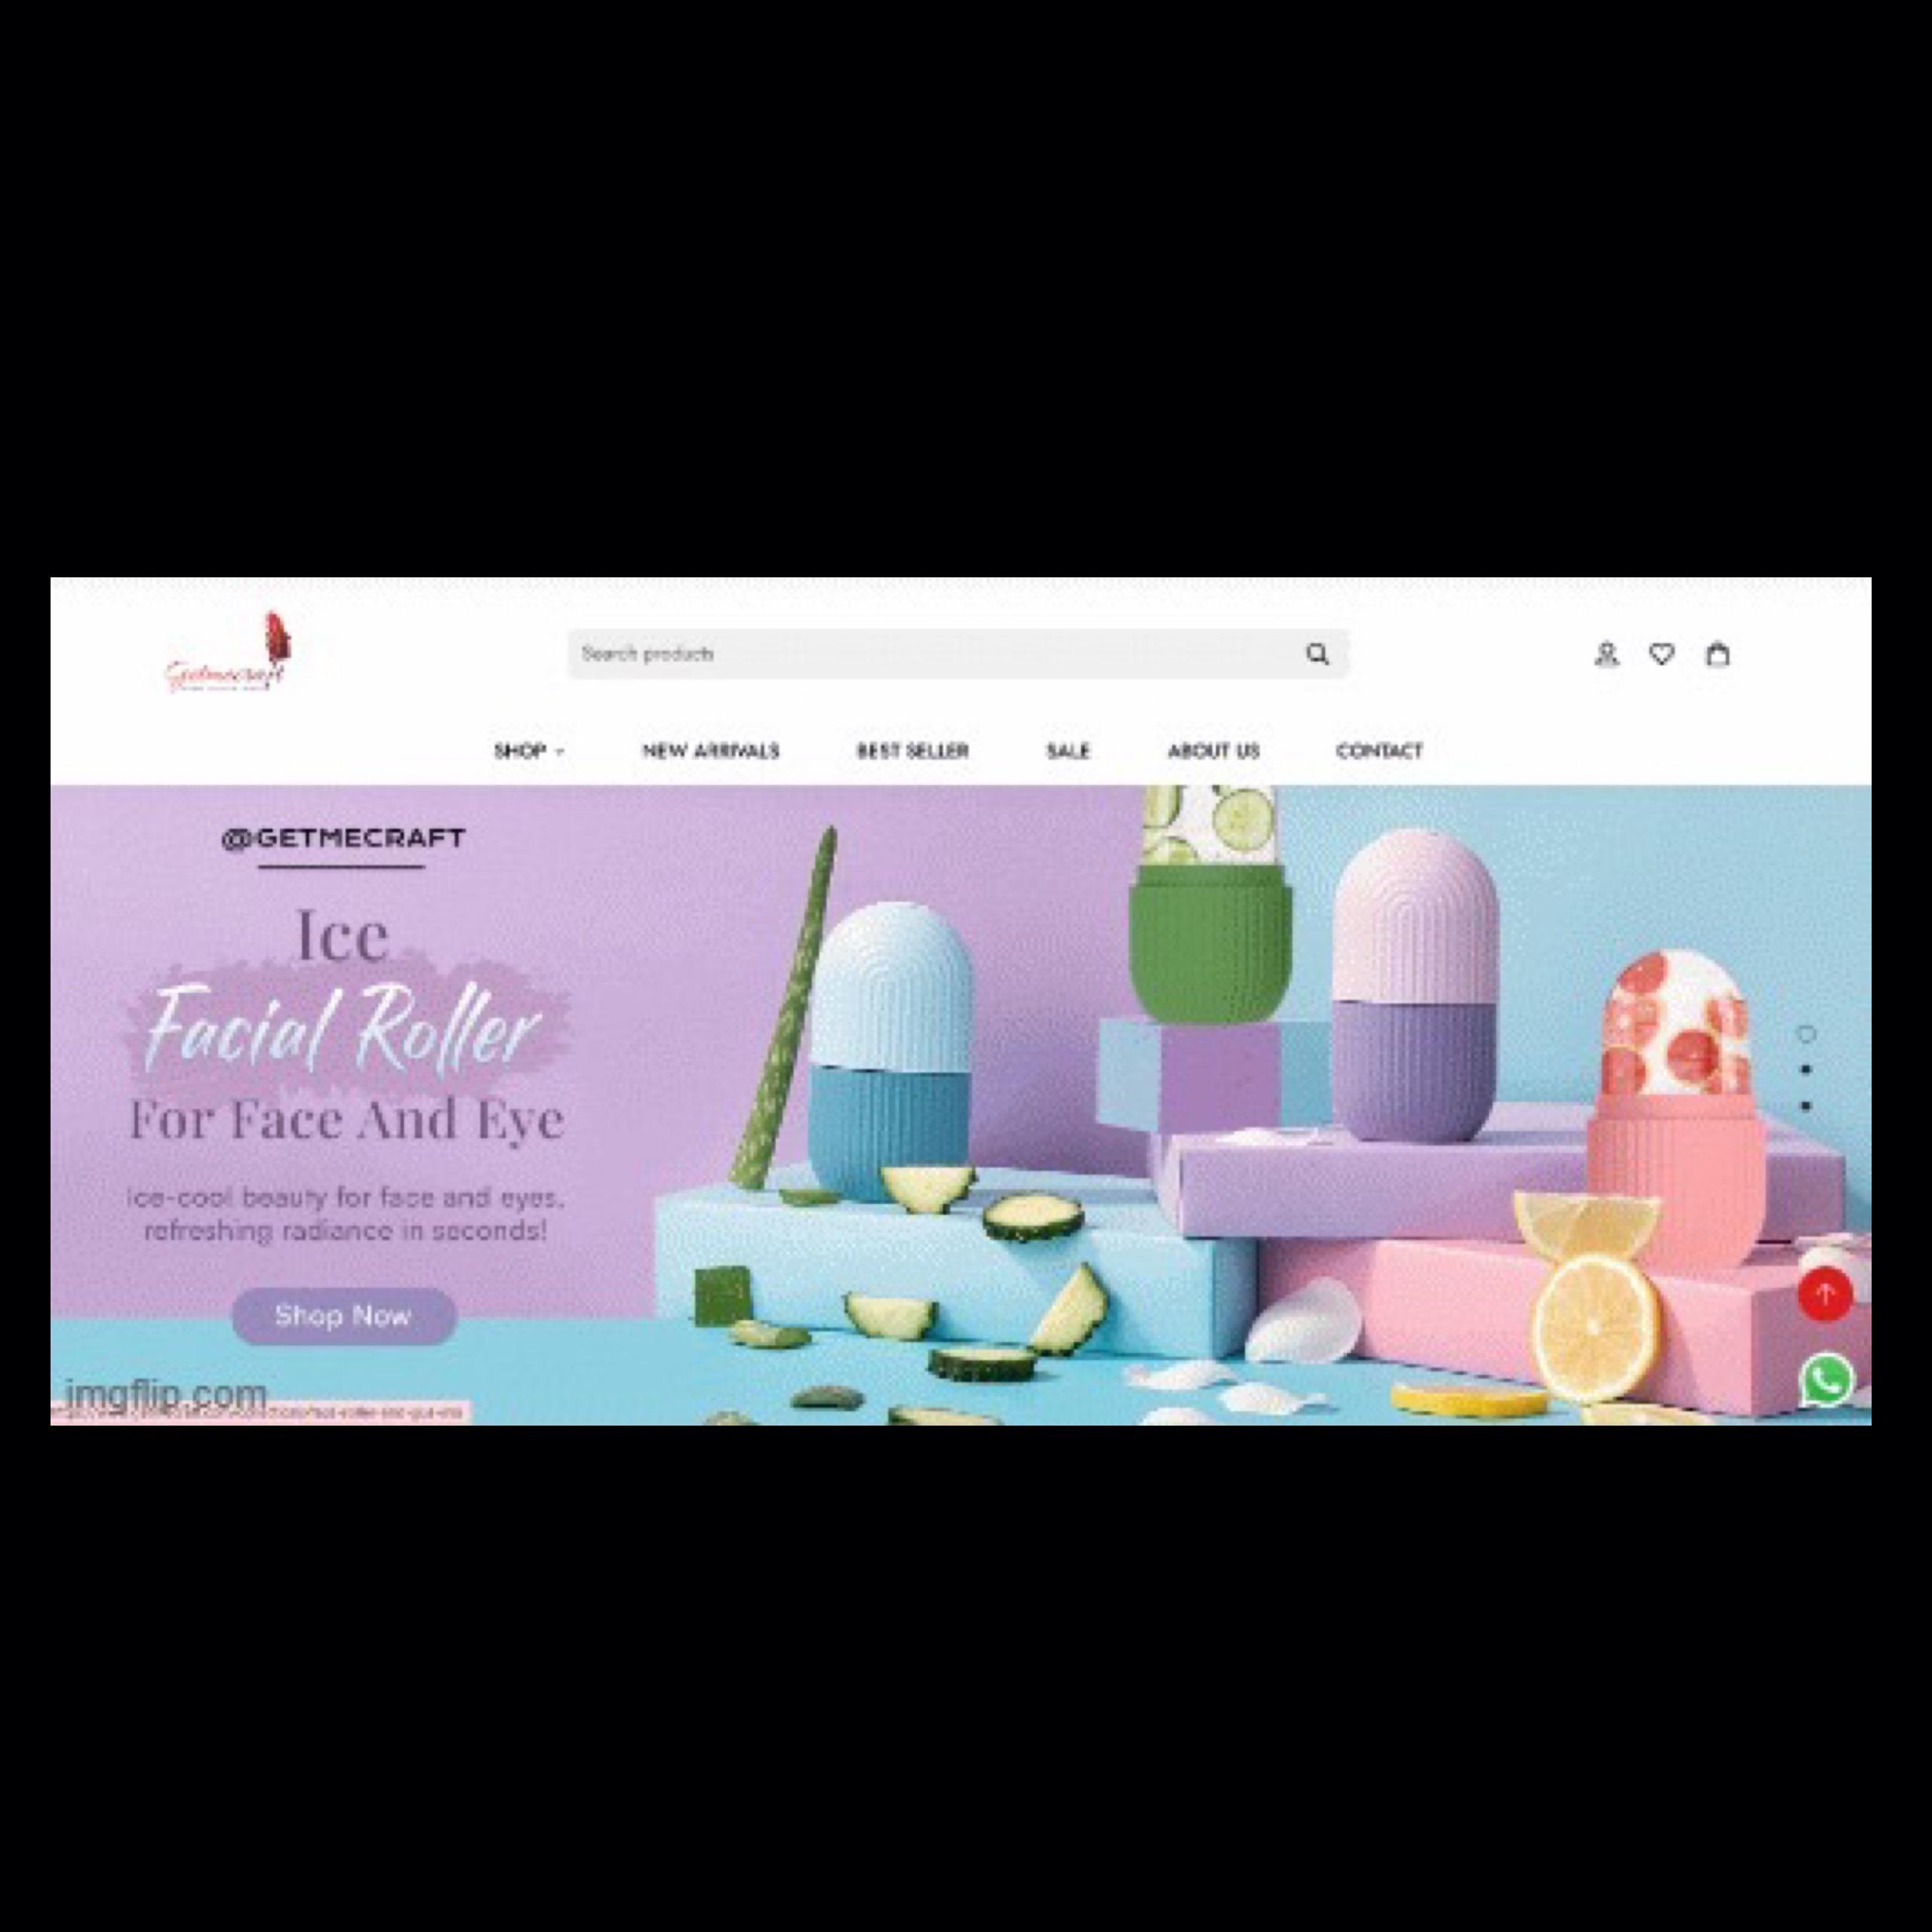 Getmecraft
Search products
SHOP
NEW ARRIVALS
BEST SELLER
SALE
ABOUT US
CONTACT
@GETMECRAFT
Ice
Facial Roller
For Face And Eye
ice-cool beauty for face and eyes,
refreshing radiance in seconds!
Shop Now
imgflip.com